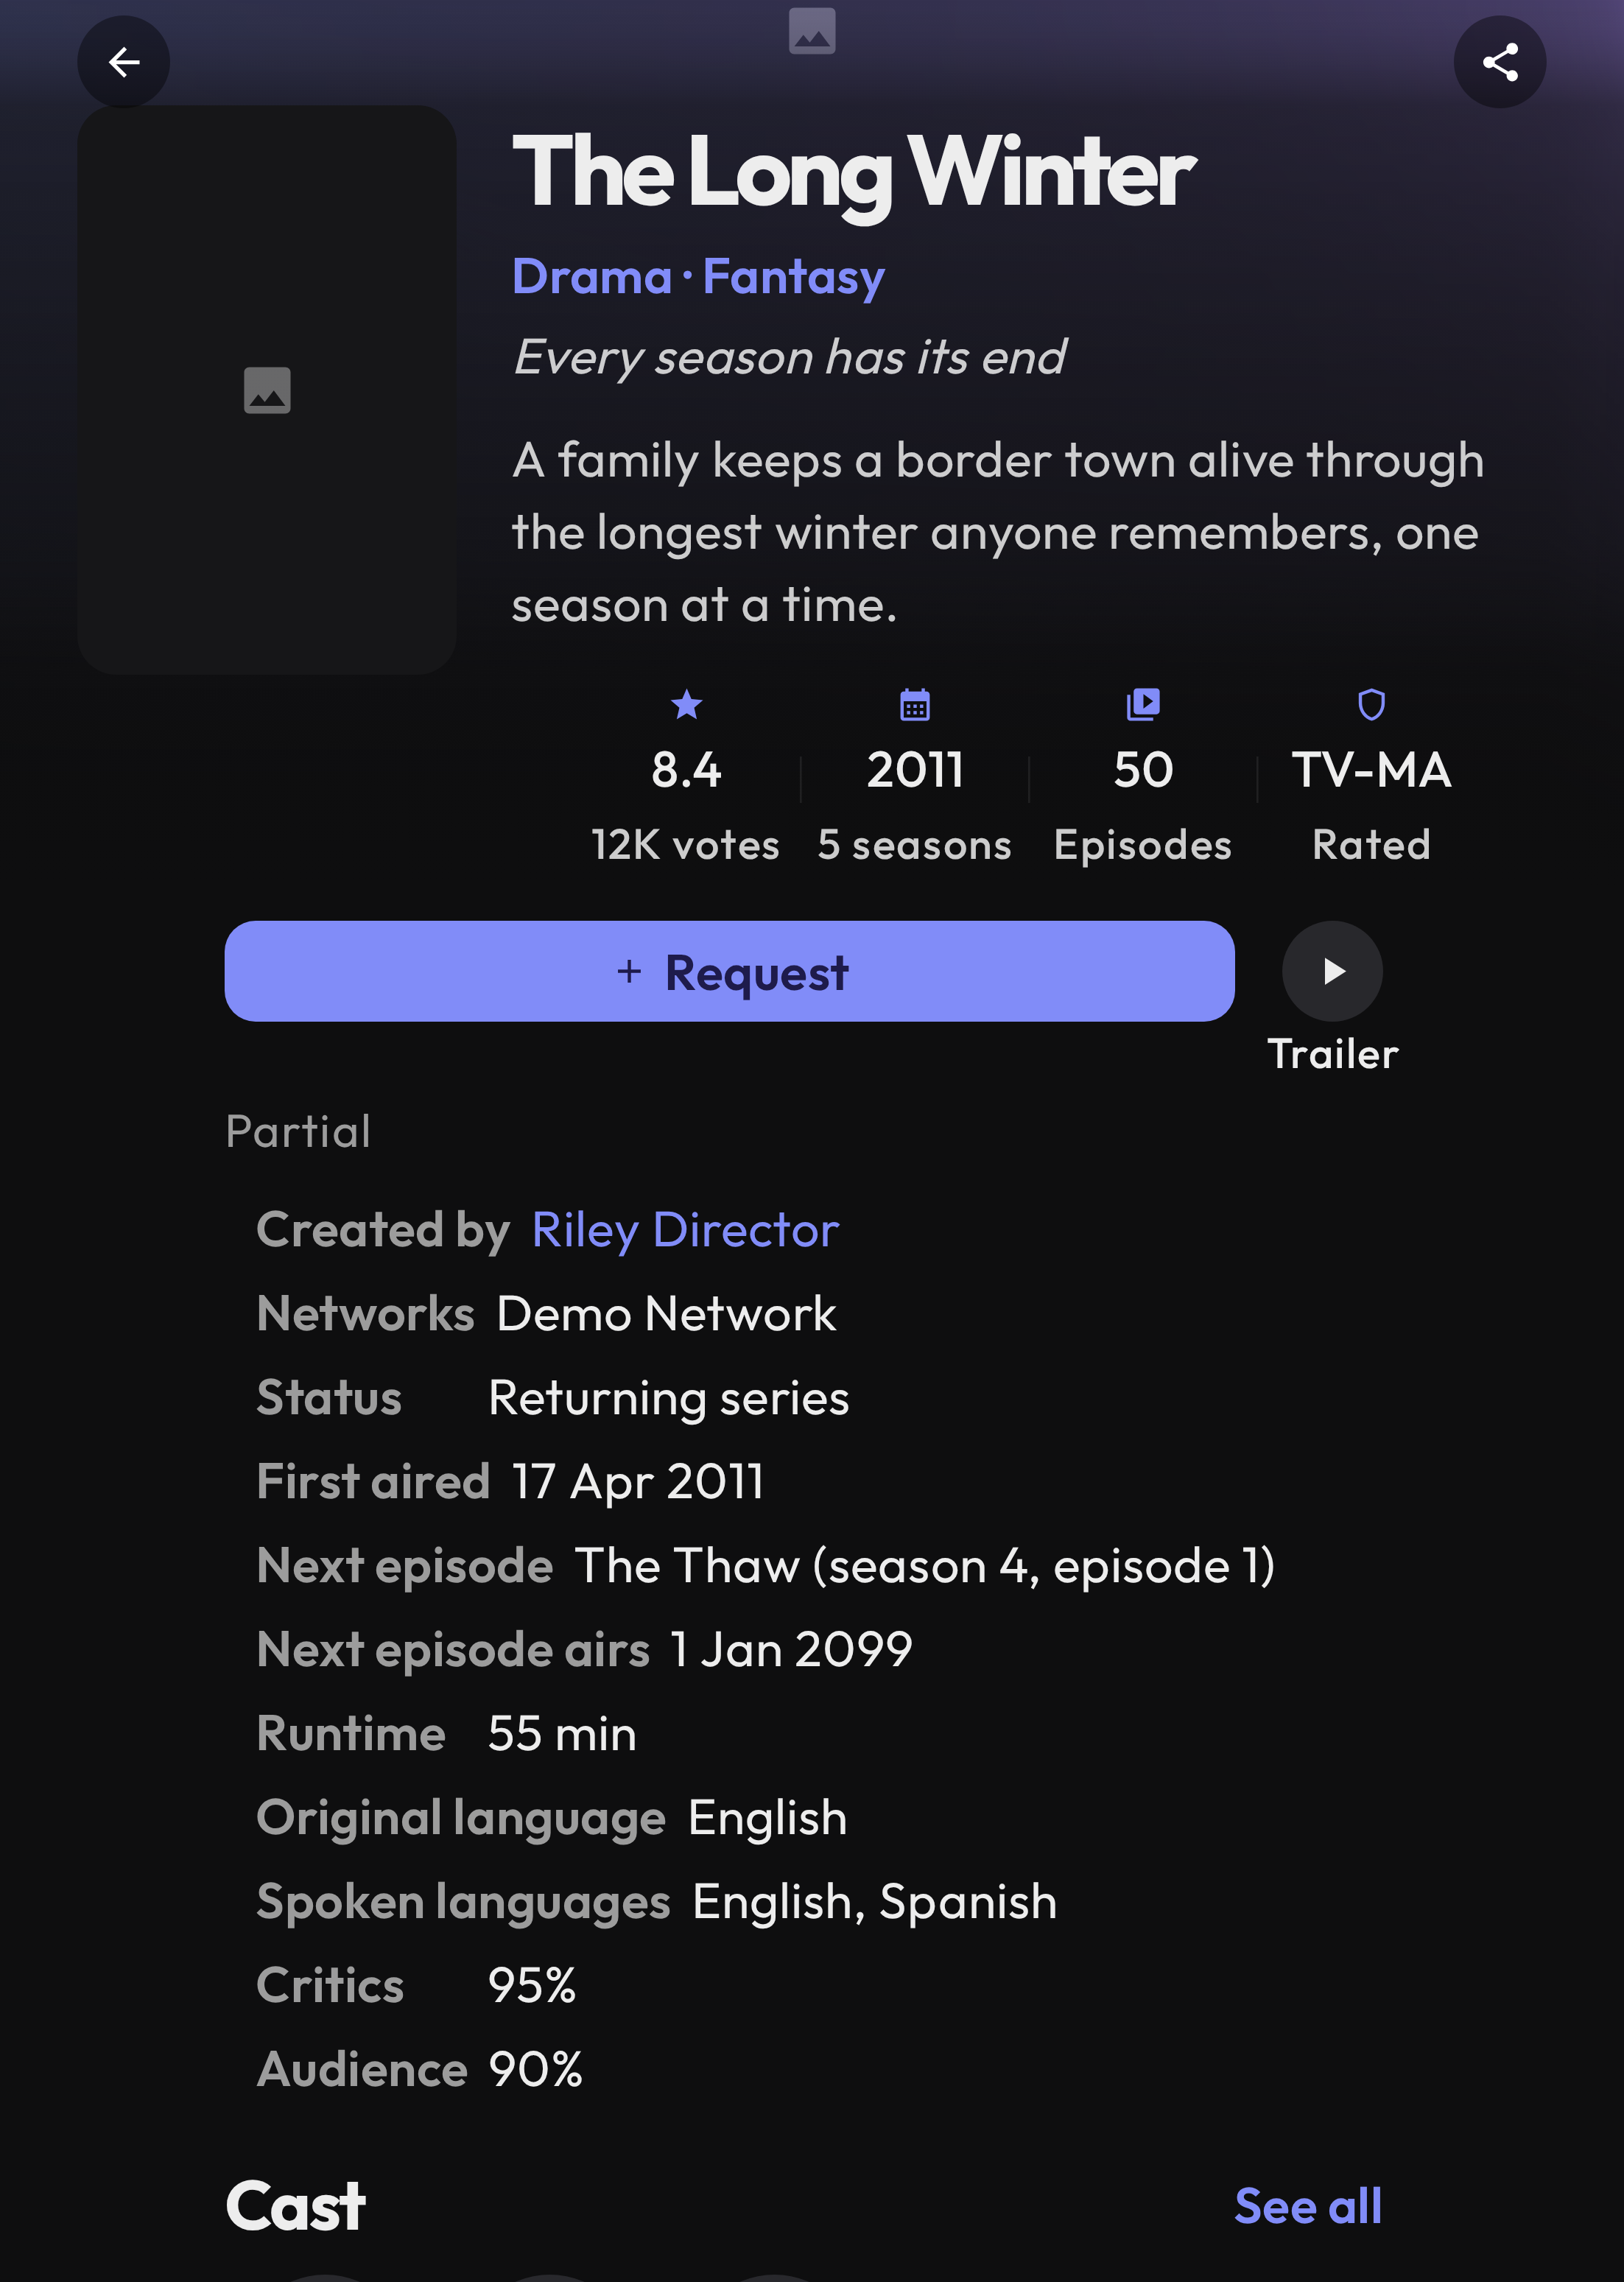 The Long Winter
Drama · Fantasy
Every season has its end
A family keeps a border town alive through
the longest winter anyone remembers, one
season at a time.
8.4 2011 50 TV-MA
12K votes 5 seasons Episodes Rated
+ Request
Trailer
Partial
Created by Riley Director
Networks Demo Network
Status Returning series
First aired 17 Apr 2011
Next episode The Thaw (season 4, episode 1)
Next episode airs 1 Jan 2099
Runtime 55 min
Original language English
Spoken languages English, Spanish
Critics 95%
Audience 90%
Cast See all